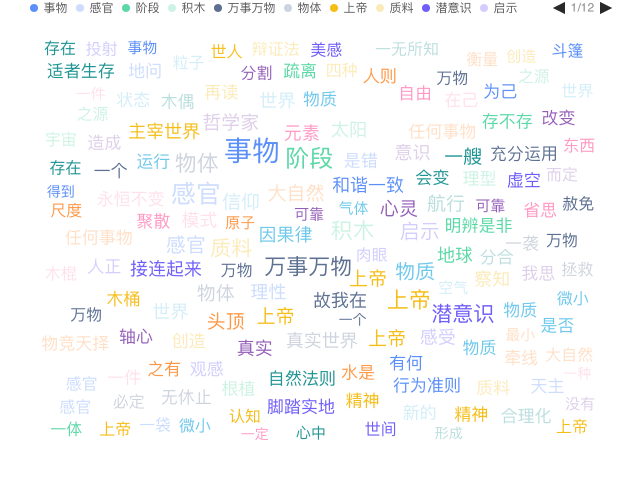 事物 感官 阶段 积木 万事万物 物体 上帝 质料 潜意识 启示 1/12
存在 投射 事物 世人 辩证法 美感 一无所知 衡量 创造 斗篷
适者生存 地问 粒子 分割 疏离 四种 人则 万物 之源
一件 状态 木偶 再读 世界 物质 自由 在己 为己 世界
之源 主宰世界 哲学家 元素 太阳 任何事物 存不存 改变
宇宙 造成 事物 阶段 是错 意识 一艘 充分运用 东西
存在 一个 运行 物体 和谐一致 会变 理型 虚空 而定
得到 永恒不变 感官 信仰 大自然 气体 心灵 航行 可靠 省思 赦免
尺度 聚散 模式 原子 可靠 积木 启示 明辨是非
任何事物 感官 质料 因果律 肉眼 地球 分合 一袭 万物
木棍 人正 接连起来 万物 万事万物 上帝 物质 察知 我思 拯救
木桶 物体 理性 故我在 上帝 空气 潜意识 物质 微小
万物 世界 头顶 上帝 一个 是否
物竟天择 轴心 创造 真实 真实世界 上帝 感受 物质 最小 牵线 大自然
感官 一件 之有 观感 自然法则 水是 有何 行为准则 质料 天主 一种
感官 必定 无休止 根植 脚踏实地 精神 新的 精神 合理化 没有
一体 上帝 一袋 微小 认知 一定 心中 世间 形成 上帝